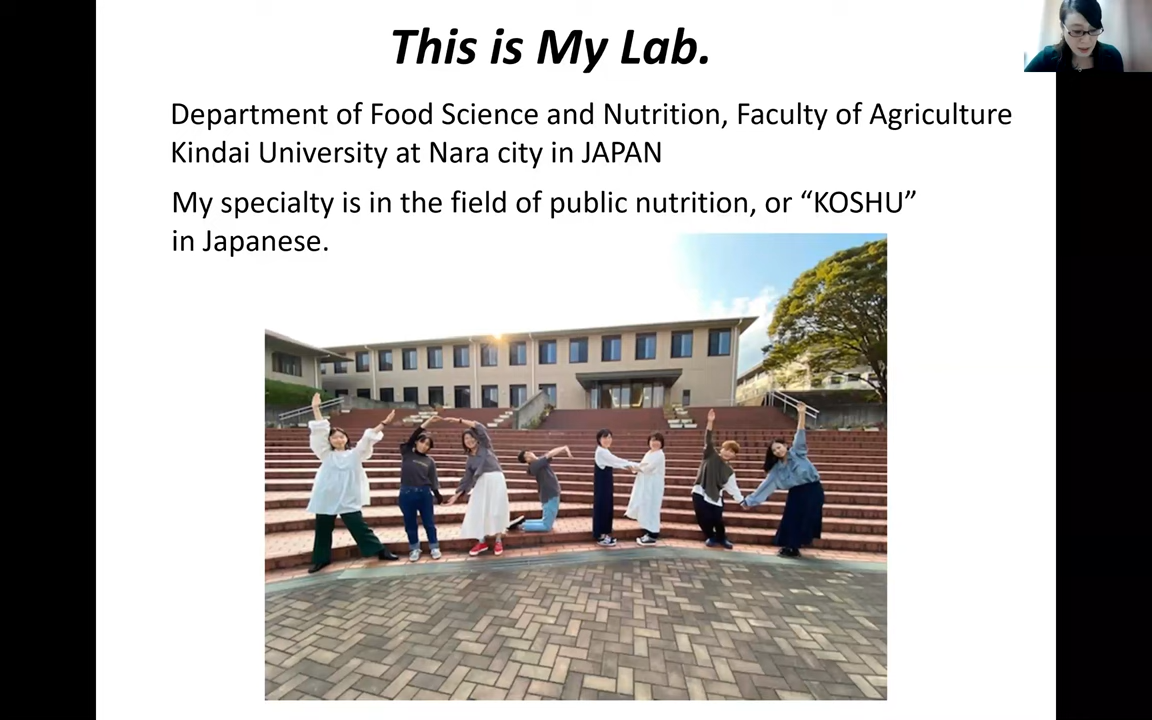 This is My Lab.
Department of Food Science and Nutrition, Faculty of Agriculture
Kindai University at Nara city in JAPAN
My specialty is in the field of public nutrition, or “KOSHU”
in Japanese.